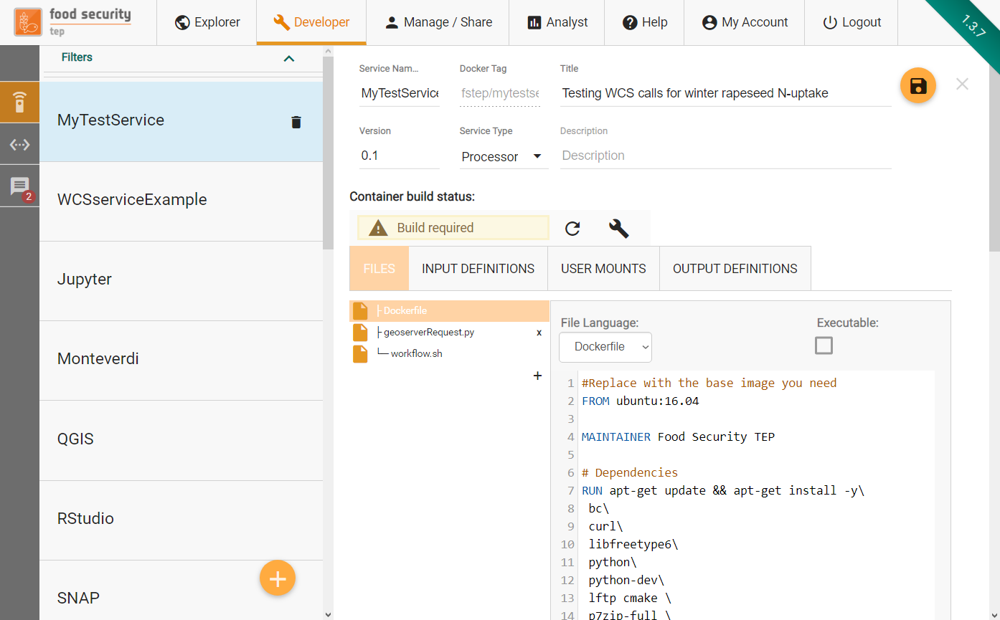 food security
tep
Explorer
Developer
Manage / Share
Analyst
Help
My Account
Logout
1.3.7
Filters
MyTestService
WCSserviceExample
Jupyter
Monteverdi
QGIS
RStudio
SNAP
2
Service Nam...
Docker Tag
Title
MyTestService
fstep/mytestse
Testing WCS calls for winter rapeseed N-uptake
Version
Service Type
Description
0.1
Processor
Description
Container build status:
Build required
FILES
INPUT DEFINITIONS
USER MOUNTS
OUTPUT DEFINITIONS
├ Dockerfile
├ geoserverRequest.py x
└─ workflow.sh
+
File Language:
Executable:
Dockerfile
1 #Replace with the base image you need
2 FROM ubuntu:16.04
3
4 MAINTAINER Food Security TEP
5
6 # Dependencies
7 RUN apt-get update && apt-get install -y\
8 bc\
9 curl\
10 libfreetype6\
11 python\
12 python-dev\
13 lftp cmake \
14 p7zip-full \